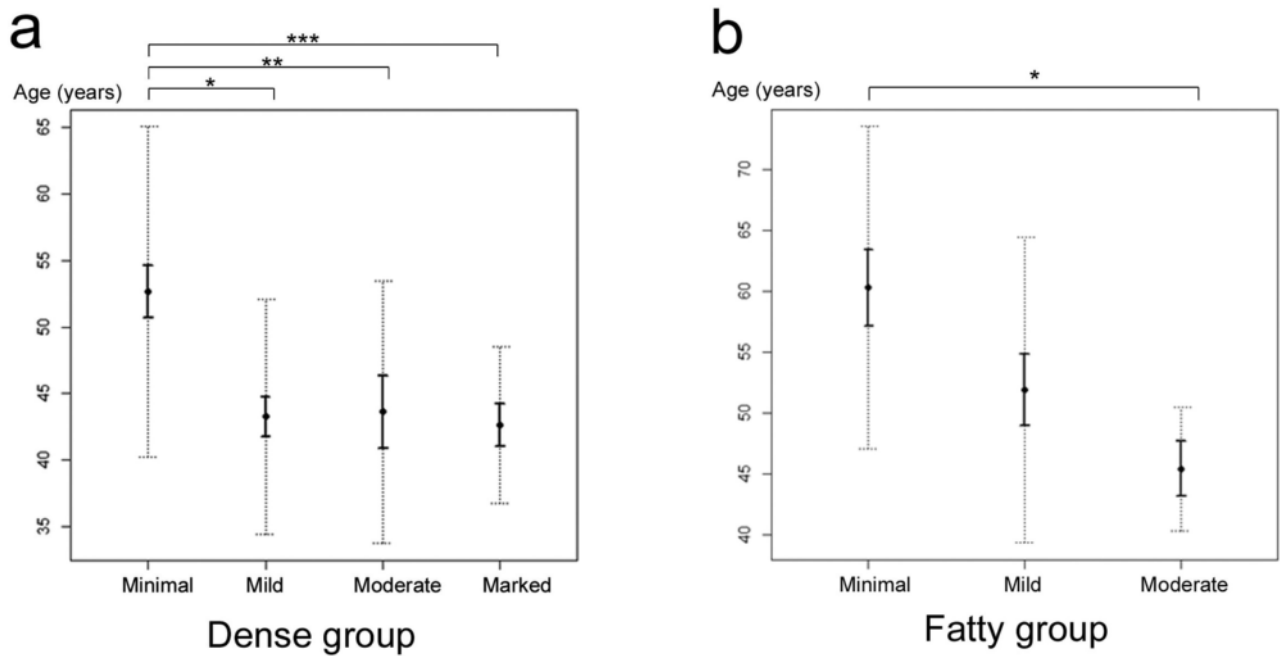 a
***
**
*
Age (years)
65
60
55
50
45
40
35
Minimal Mild Moderate Marked
Dense group
b
*
Age (years)
70
65
60
55
50
45
40
Minimal Mild Moderate
Fatty group